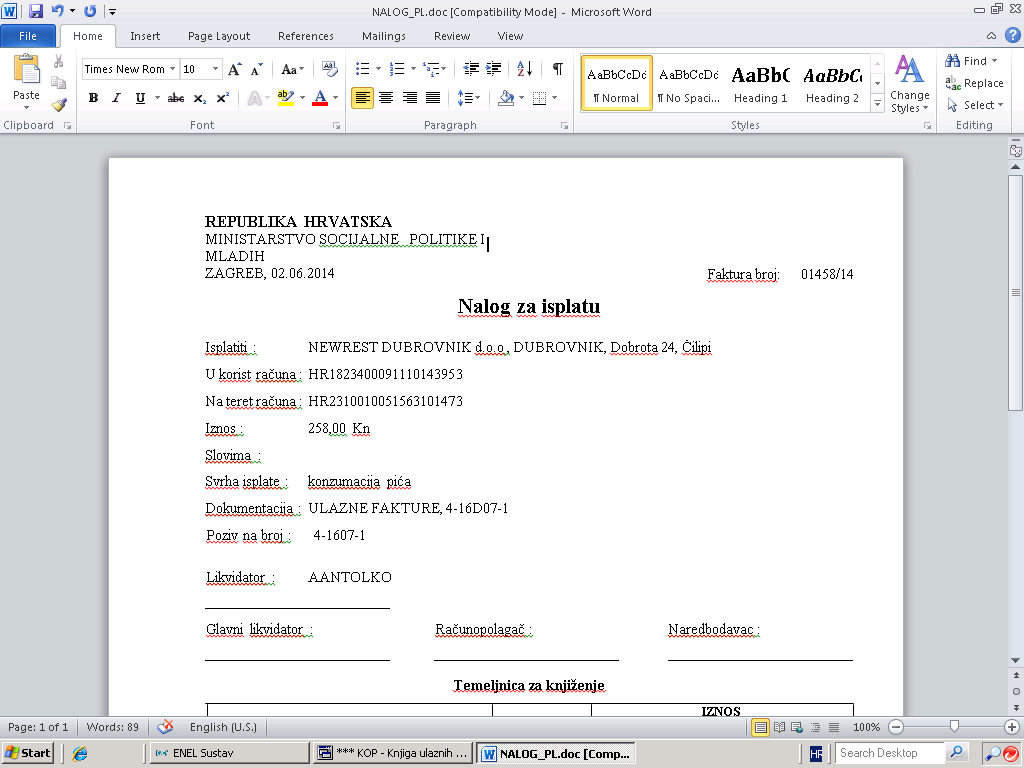 NALOG_PL.doc [Compatibility Mode] - Microsoft Word
File Home Insert Page Layout References Mailings Review View
Paste
Times New Rom 10 Aa
B I U abc X₂ X² A ab A
AaBbCcDc AaBbCcDc AaBbC AaBbCc
¶ Normal ¶ No Spaci... Heading 1 Heading 2
Change Styles
Find
Replace
Select
Clipboard Font Paragraph Styles Editing
REPUBLIKA HRVATSKA
MINISTARSTVO SOCIJALNE POLITIKE I
MLADIH
ZAGREB, 02.06.2014 Faktura broj: 01458/14
Nalog za isplatu
Isplatiti : NEWREST DUBROVNIK d.o.o., DUBROVNIK, Dobrota 24, Čilipi
U korist računa : HR1823400091110143953
Na teret računa : HR2310010051563101473
Iznos : 258,00 Kn
Slovima :
Svrha isplate : konzumacija pića
Dokumentacija : ULAZNE FAKTURE, 4-16D07-1
Poziv na broj : 4-1607-1
Likvidator : AANTOLKO
Glavni likvidator : Računopolagač : Naredbodavac :
Temeljnica za knjiženje
IZNOS
Page: 1 of 1 Words: 89 English (U.S.) 100%
Start ENEL Sustav *** KOP - Knjiga ulaznih ... NALOG_PL.doc [Comp... HR Search Desktop